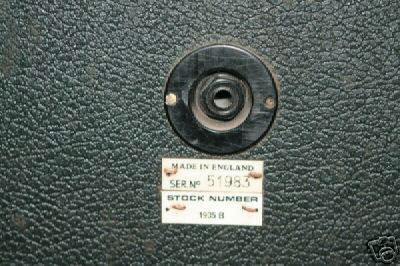 MADE IN ENGLAND
SER. Nº 51983
STOCK NUMBER
1935 B